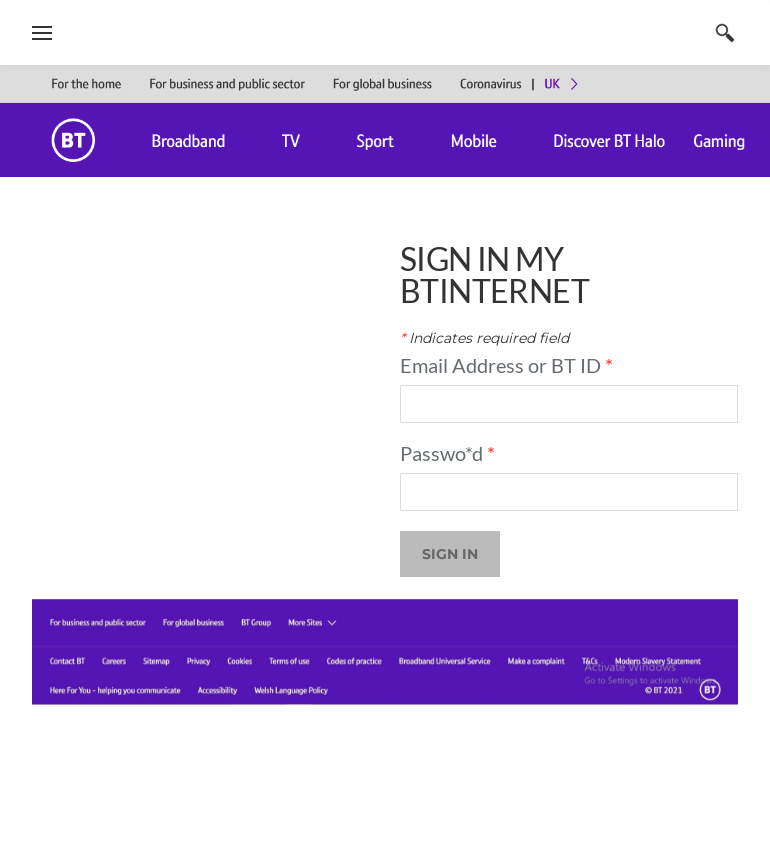 For the home For business and public sector For global business Coronavirus | UK
BT Broadband TV Sport Mobile Discover BT Halo Gaming
SIGN IN MY
BTINTERNET
* Indicates required field
Email Address or BT ID *
Passwo*d *
SIGN IN
For business and public sector For global business BT Group More Sites
Contact BT Careers Sitemap Privacy Cookies Terms of use Codes of practice Broadband Universal Service Make a complaint T&Cs Modern Slavery Statement
Activate Windows
Go to Settings to activate Windows.
Here For You – helping you communicate Accessibility Welsh Language Policy © BT 2021 BT